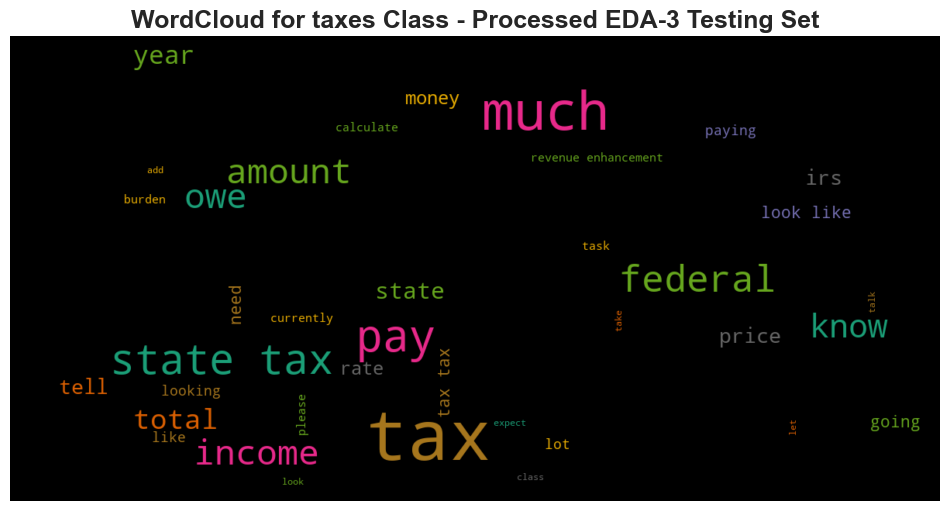 WordCloud for taxes Class - Processed EDA-3 Testing Set
year
money
much
calculate
paying
revenue enhancement
add
amount
irs
burden
owe
look like
task
federal
state
need
currently
take
talk
know
pay
price
state tax
rate
tax tax
tell
looking
please
total
like
income
tax
expect
lot
let
going
look
class